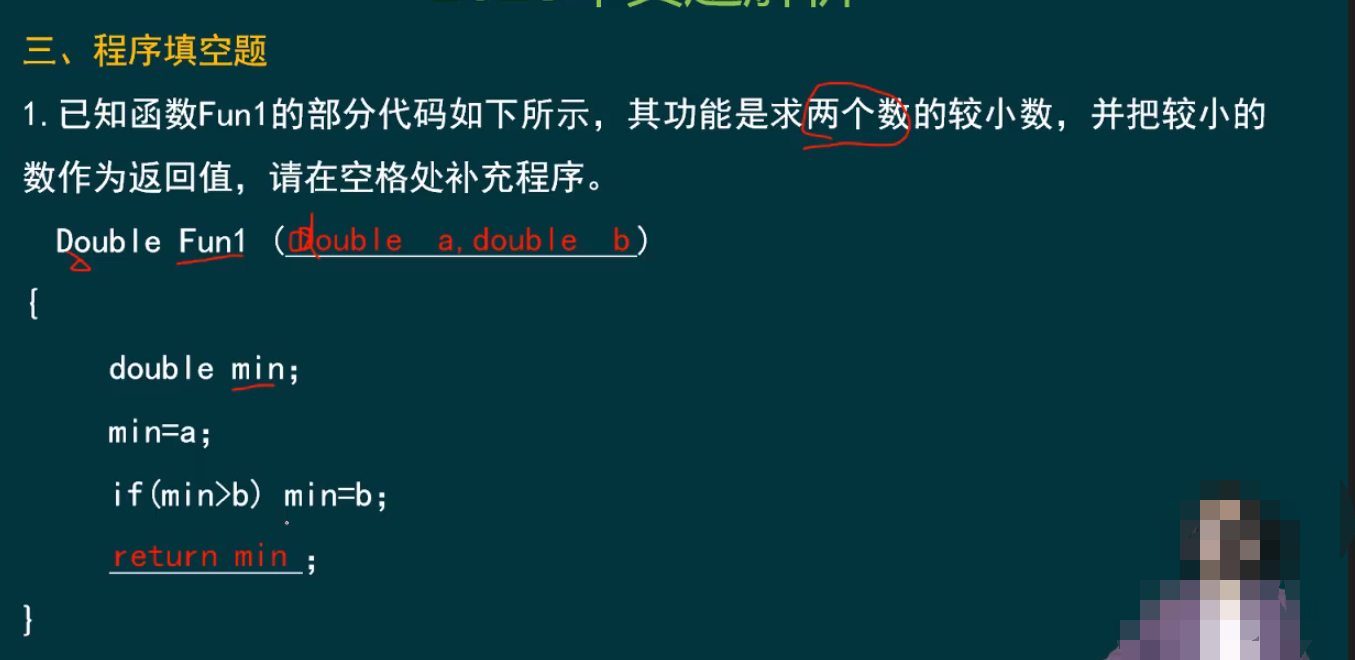 三、程序填空题
1.已知函数Fun1的部分代码如下所示，其功能是求两个数的较小数，并把较小的
数作为返回值，请在空格处补充程序。
Double Fun1 (Double a,double b)
{
double min;
min=a;
if(min>b) min=b;
return min ;
}